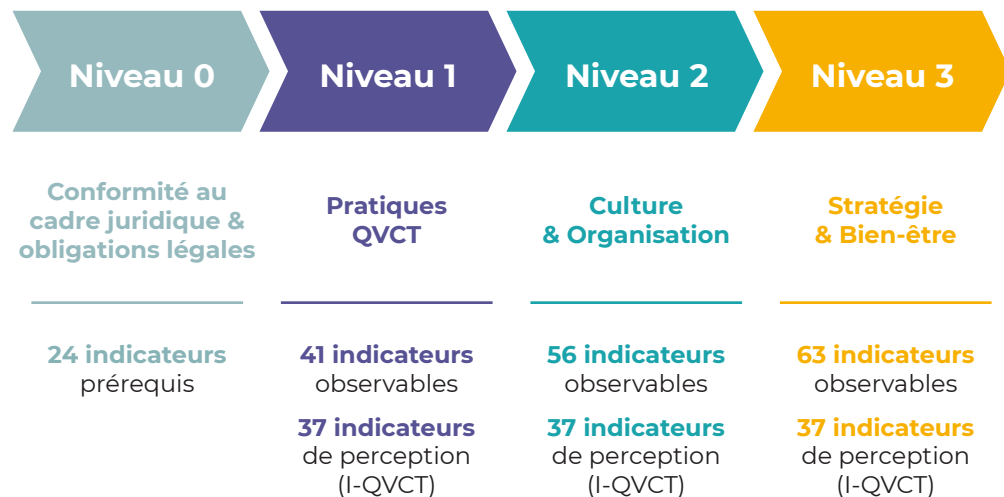 Niveau 0
Niveau 1
Niveau 2
Niveau 3
Conformité au
cadre juridique &
obligations légales
Pratiques
QVCT
Culture
& Organisation
Stratégie
& Bien-être
24 indicateurs
prérequis
41 indicateurs
observables
37 indicateurs
de perception
(I-QVCT)
56 indicateurs
observables
37 indicateurs
de perception
(I-QVCT)
63 indicateurs
observables
37 indicateurs
de perception
(I-QVCT)